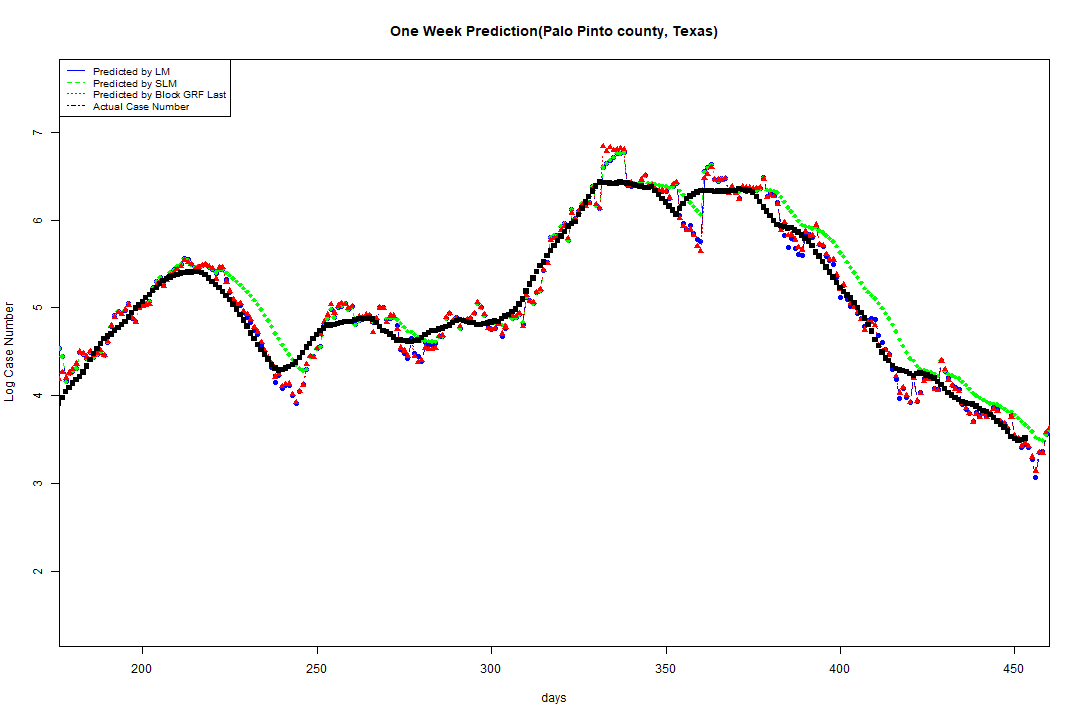 One Week Prediction(Palo Pinto county, Texas)
Predicted by LM
Predicted by SLM
Predicted by Block GRF Last
Actual Case Number
7
6
5
4
3
2
Log Case Number
200 250 300 350 400 450
days